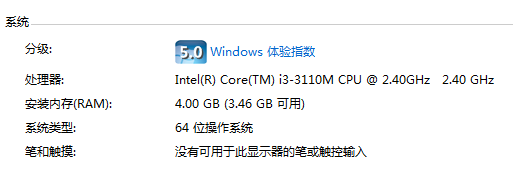 系统
分级: 5.0 Windows 体验指数
处理器: Intel(R) Core(TM) i3-3110M CPU @ 2.40GHz 2.40 GHz
安装内存(RAM): 4.00 GB (3.46 GB 可用)
系统类型: 64 位操作系统
笔和触摸: 没有可用于此显示器的笔或触控输入